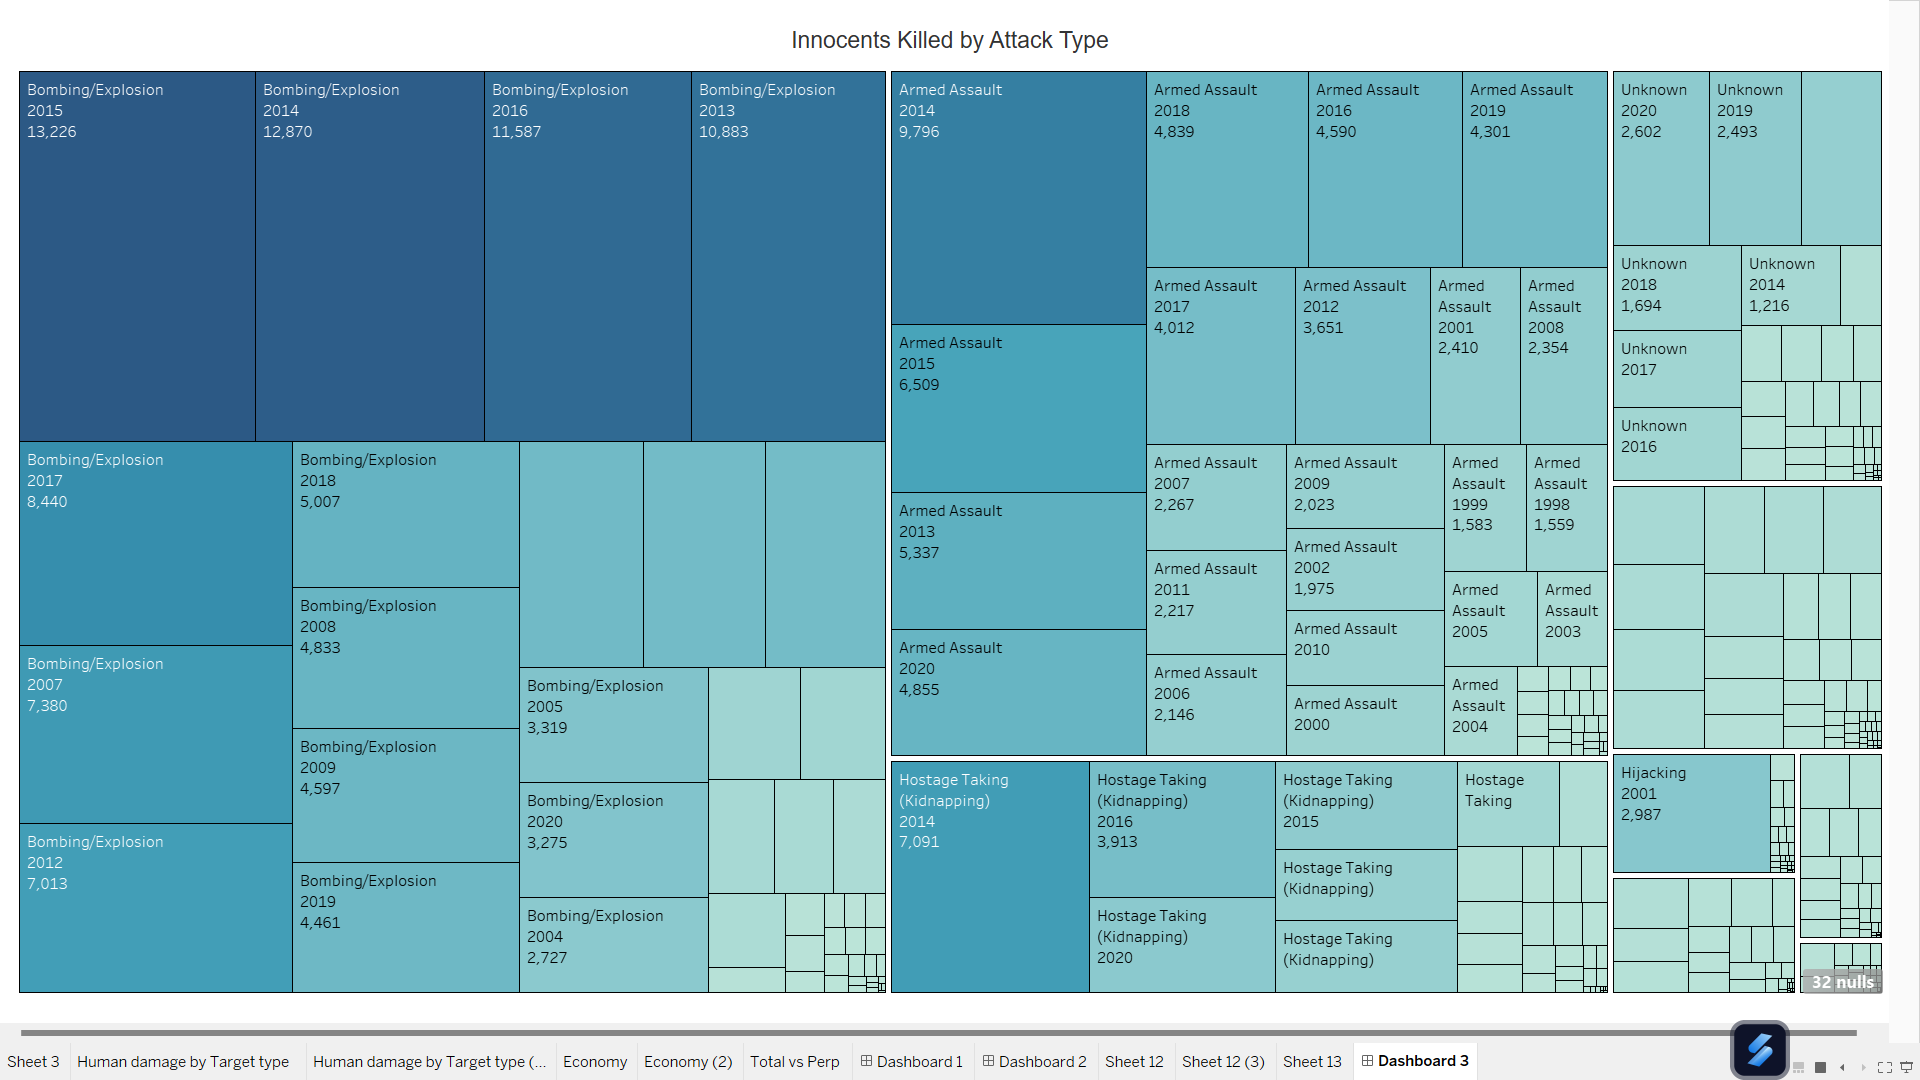 Innocents Killed by Attack Type
Bombing/Explosion
2015
13,226
Bombing/Explosion
2014
12,870
Bombing/Explosion
2016
11,587
Bombing/Explosion
2013
10,883
Bombing/Explosion
2017
8,440
Bombing/Explosion
2007
7,380
Bombing/Explosion
2012
7,013
Bombing/Explosion
2018
5,007
Bombing/Explosion
2008
4,833
Bombing/Explosion
2009
4,597
Bombing/Explosion
2019
4,461
Bombing/Explosion
2005
3,319
Bombing/Explosion
2020
3,275
Bombing/Explosion
2004
2,727
Armed Assault
2014
9,796
Armed Assault
2015
6,509
Armed Assault
2013
5,337
Armed Assault
2020
4,855
Armed Assault
2018
4,839
Armed Assault
2016
4,590
Armed Assault
2019
4,301
Armed Assault
2017
4,012
Armed Assault
2012
3,651
Armed
Assault
2001
2,410
Armed
Assault
2008
2,354
Armed Assault
2007
2,267
Armed Assault
2011
2,217
Armed Assault
2006
2,146
Armed Assault
2009
2,023
Armed Assault
2002
1,975
Armed Assault
2010
Armed Assault
2000
Armed
Assault
1999
1,583
Armed
Assault
1998
1,559
Armed
Assault
2005
Armed
Assault
2003
Armed
Assault
2004
Hostage Taking
(Kidnapping)
2014
7,091
Hostage Taking
(Kidnapping)
2016
3,913
Hostage Taking
(Kidnapping)
2020
Hostage Taking
(Kidnapping)
2015
Hostage Taking
(Kidnapping)
Hostage Taking
(Kidnapping)
Hostage
Taking
Unknown
2020
2,602
Unknown
2019
2,493
Unknown
2018
1,694
Unknown
2014
1,216
Unknown
2017
Unknown
2016
Hijacking
2001
2,987
32 nulls
Sheet 3
Human damage by Target type
Human damage by Target type (...
Economy
Economy (2)
Total vs Perp
Dashboard 1
Dashboard 2
Sheet 12
Sheet 12 (3)
Sheet 13
Dashboard 3